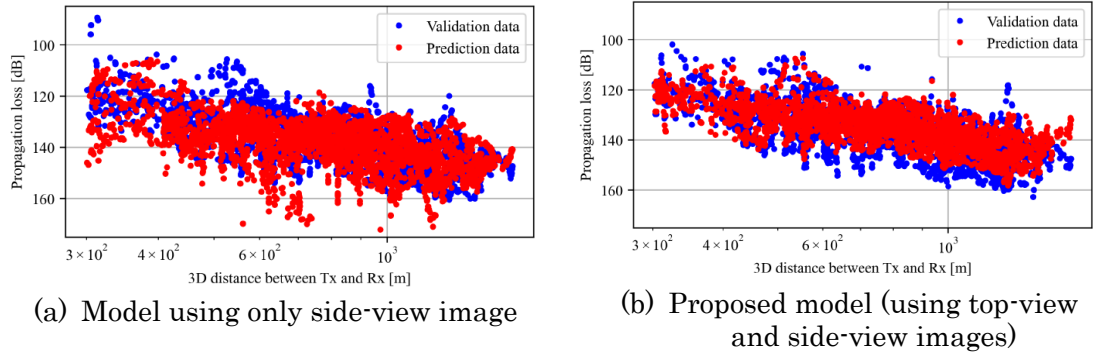 Validation data
Prediction data
100
120
140
160
Propagation loss [dB]
3 × 10²
4 × 10²
6 × 10²
10³
3D distance between Tx and Rx [m]
(a) Model using only side-view image
Validation data
Prediction data
100
120
140
160
Propagation loss [dB]
3 × 10²
4 × 10²
6 × 10²
10³
3D distance between Tx and Rx [m]
(b) Proposed model (using top-view
and side-view images)